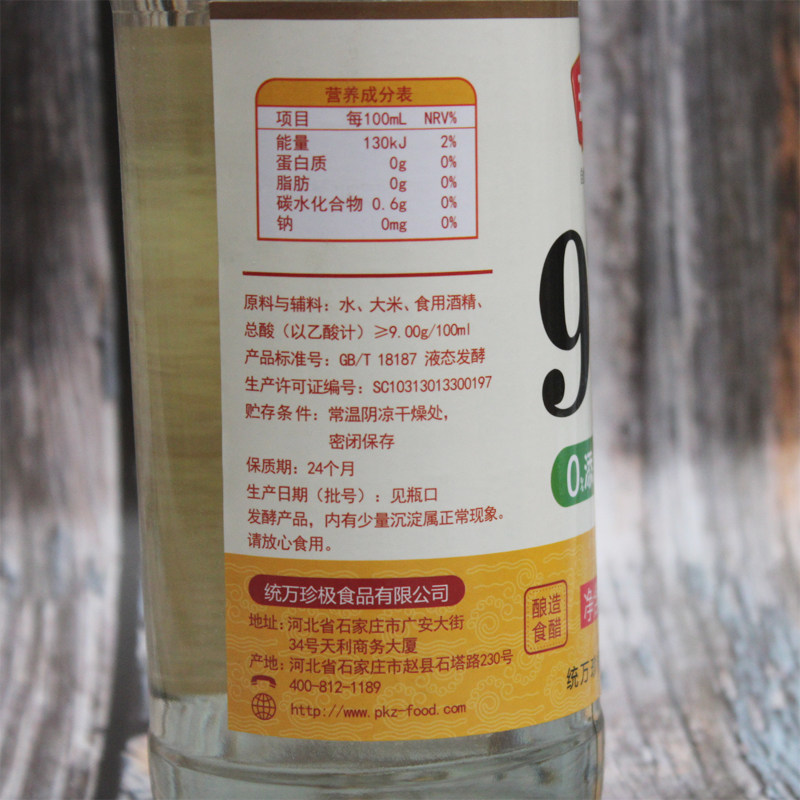 营养成分表
项目 每100mL NRV%
能量 130kJ 2%
蛋白质 0g 0%
脂肪 0g 0%
碳水化合物 0.6g 0%
钠 0mg 0%
原料与辅料：水、大米、食用酒精、
总酸（以乙酸计）≥9.00g/100ml
产品标准号：GB/T 18187 液态发酵
生产许可证编号：SC10313013300197
贮存条件：常温阴凉干燥处，
密闭保存
保质期：24个月
生产日期（批号）：见瓶口
发酵产品，内有少量沉淀属正常现象。
请放心食用。
统万珍极食品有限公司
地址：河北省石家庄市广安大街
34号天利商务大厦
产地：河北省石家庄市赵县石塔路230号
400-812-1189
http://www.pkz-food.com
9
0添
酿造
食醋
净
统万珍